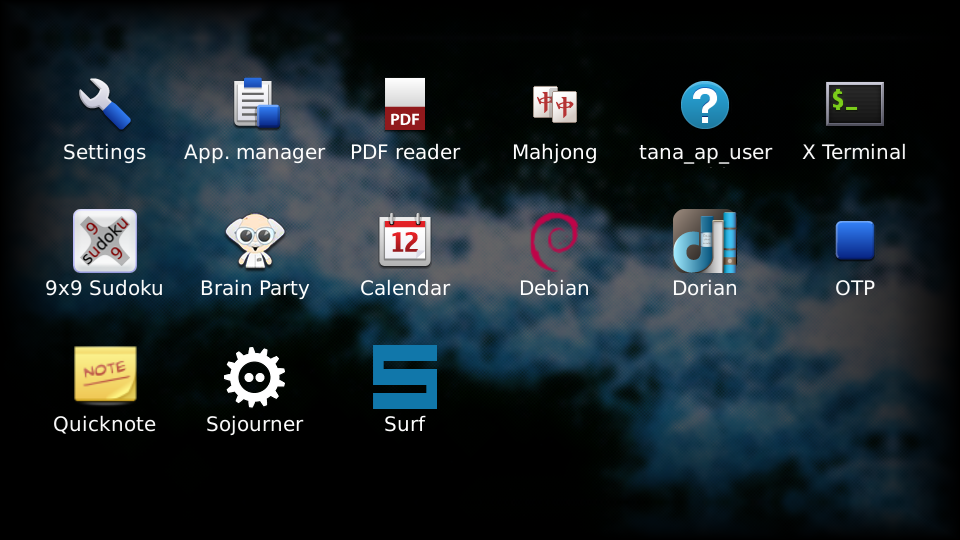 Settings
App. manager
PDF
PDF reader
Mahjong
?
tana_ap_user
$_
X Terminal
9 sudoku 9
9x9 Sudoku
Brain Party
12
Calendar
Debian
d
Dorian
OTP
NOTE
Quicknote
Sojourner
S
Surf